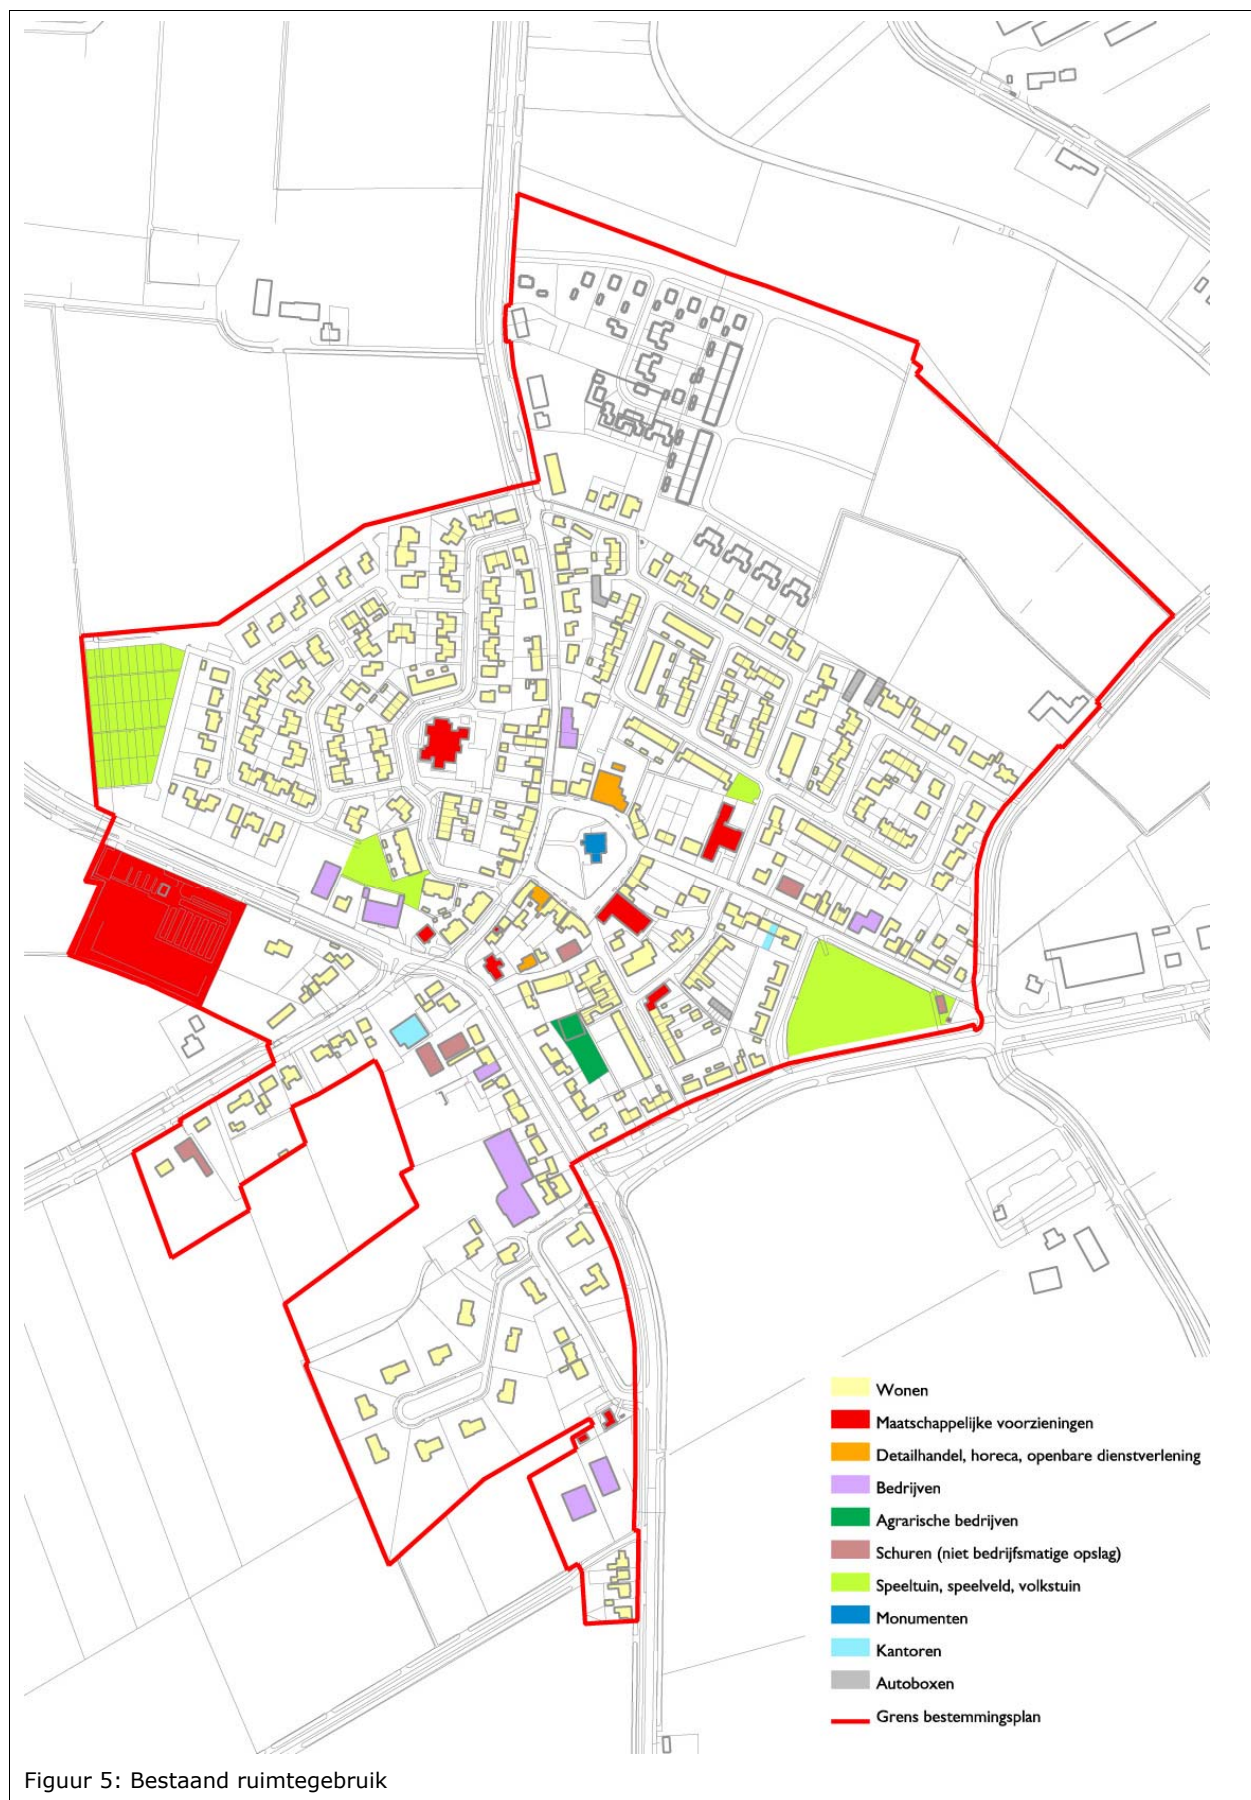 Wonen
Maatschappelijke voorzieningen
Detailhandel, horeca, openbare dienstverlening
Bedrijven
Agrarische bedrijven
Schuren (niet bedrijfsmatige opslag)
Speeltuin, speelveld, volkstuin
Monumenten
Kantoren
Autoboxen
Grens bestemmingsplan
Figuur 5: Bestaand ruimtegebruik